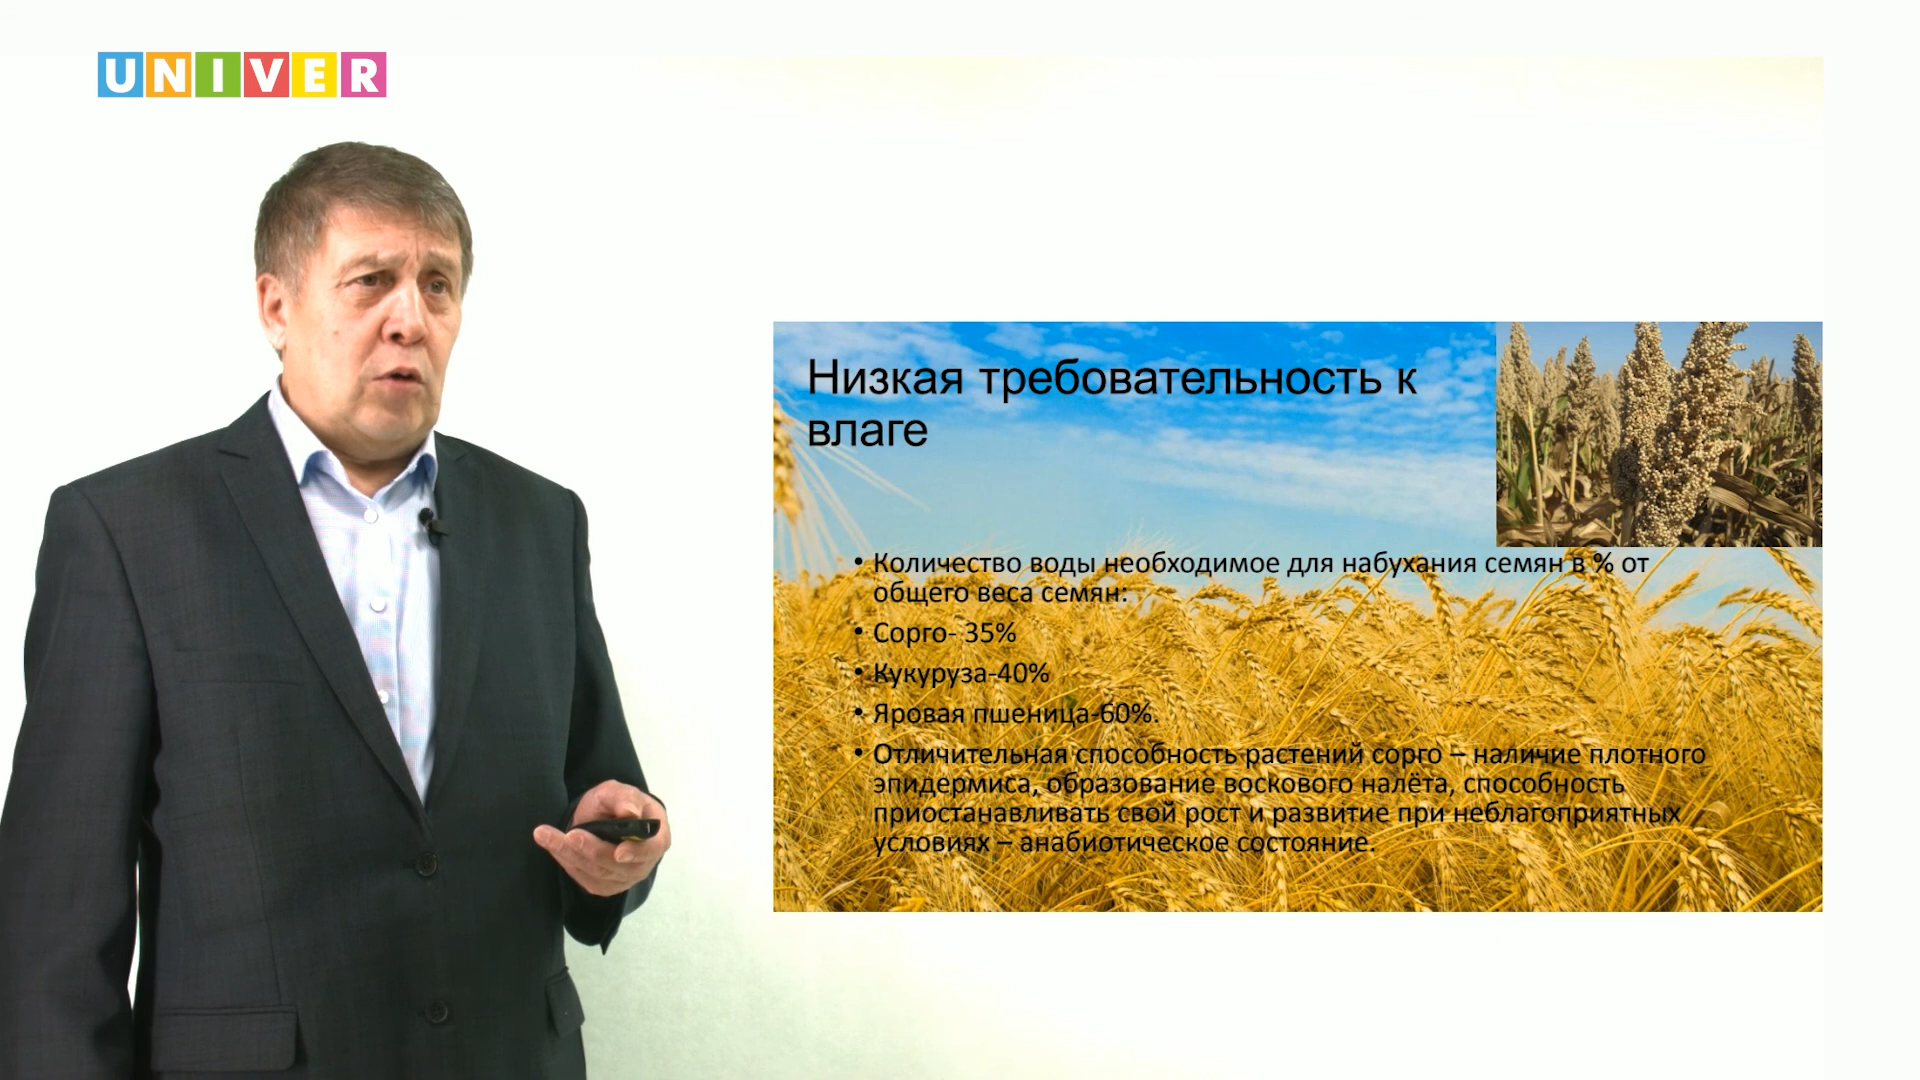 UNIVER
Низкая требовательность к
влаге
• Количество воды необходимое для набухания семян в % от
общего веса семян:
• Сорго- 35%
• Кукуруза-40%
• Яровая пшеница-60%.
• Отличительная способность растений сорго – наличие плотного
эпидермиса, образование воскового налёта, способность
приостанавливать свой рост и развитие при неблагоприятных
условиях – анабиотическое состояние.